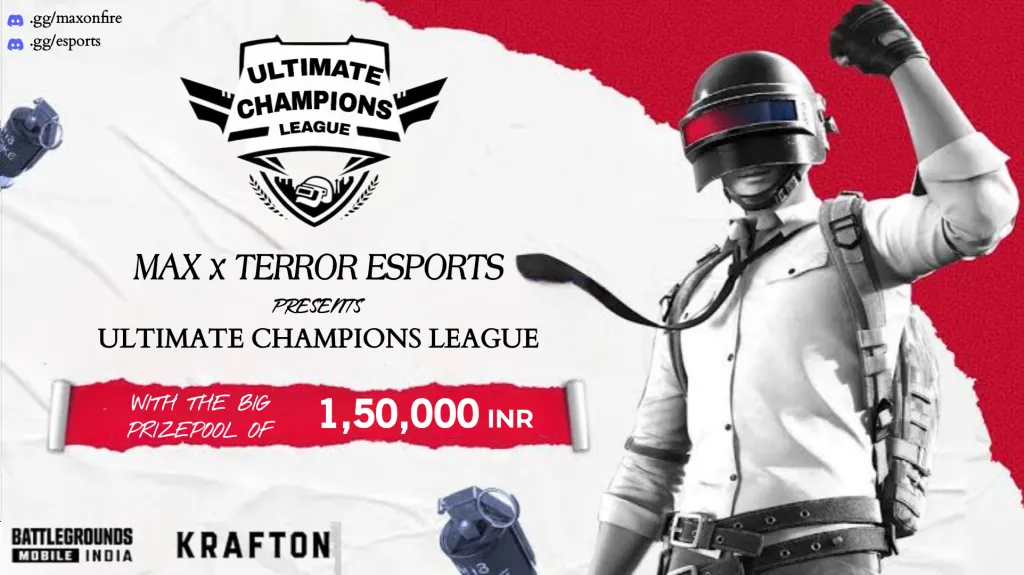 .gg/maxonfire
.gg/esports
ULTIMATE
CHAMPIONS
LEAGUE
MAX x TERROR ESPORTS
PRESENTS
ULTIMATE CHAMPIONS LEAGUE
WITH THE BIG
PRIZEPOOL OF
1,50,000 INR
BATTLEGROUNDS
MOBILE INDIA
KRAFTON